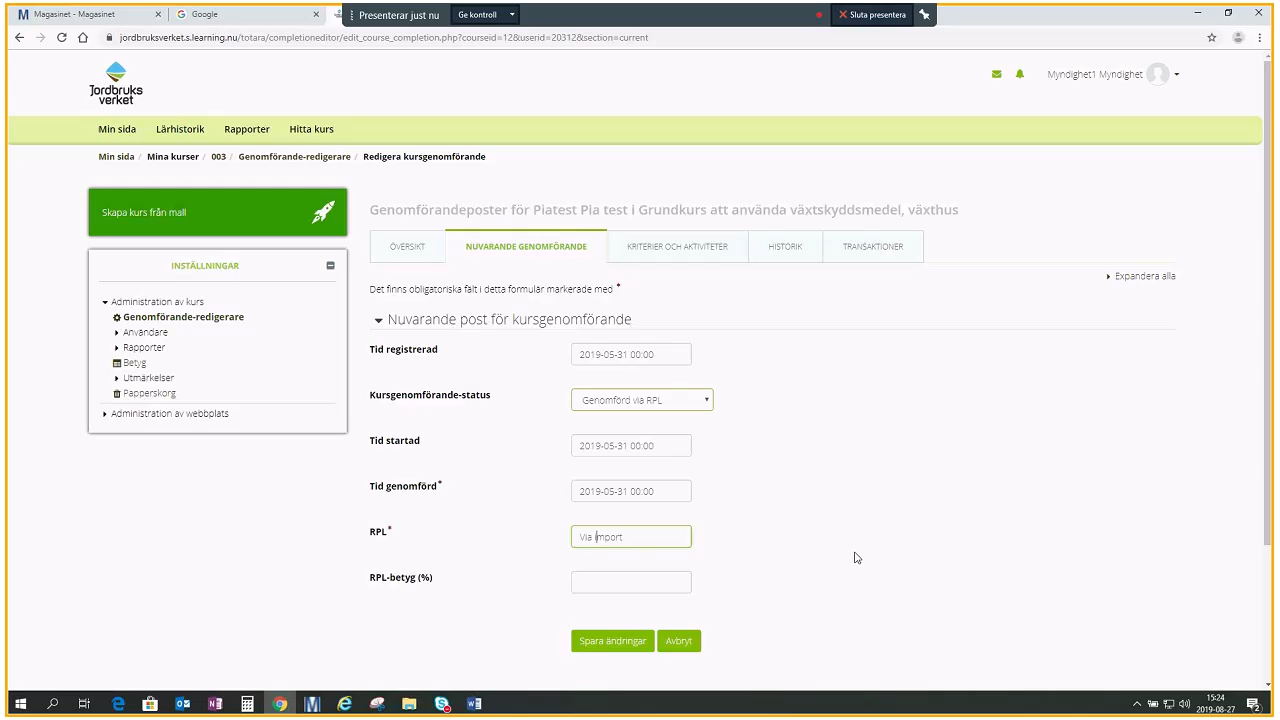 Magasinet - Magasinet
Google
Presenterar just nu
Ge kontroll
Sluta presentera
jordbruksverket.s.learning.nu/totara/completioneditor/edit_course_completion.php?courseid=12&userid=20312&section=current
Jordbruks
verket
Myndighet1 Myndighet
Min sida Lärhistorik Rapporter Hitta kurs
Min sida / Mina kurser / 003 / Genomförande-redigerare / Redigera kursgenomförande
Skapa kurs från mall
INSTÄLLNINGAR
Administration av kurs
Genomförande-redigerare
Användare
Rapporter
Betyg
Utmärkelser
Papperskorg
Administration av webbplats
Genomförandeposter för Piatest Pia test i Grundkurs att använda växtskyddsmedel, växthus
ÖVERSIKT NUVARANDE GENOMFÖRANDE KRITERIER OCH AKTIVITETER HISTORIK TRANSAKTIONER
Expandera alla
Det finns obligatoriska fält i detta formulär markerade med *
Nuvarande post för kursgenomförande
Tid registrerad 2019-05-31 00:00
Kursgenomförande-status Genomförd via RPL
Tid startad 2019-05-31 00:00
Tid genomförd* 2019-05-31 00:00
RPL* Via import
RPL-betyg (%)
Spara ändringar Avbryt
15:24
2019-08-27
2